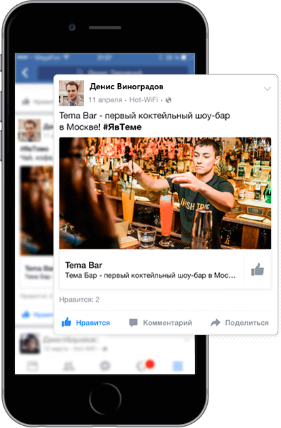 Денис Виноградов
11 апреля · Hot-WiFi ·
Tema Bar - первый коктейльный шоу-бар
в Москве! #ЯвТеме
Tema Bar
Тема Бар - первый коктейльный шоу-бар в Мос...
Нравится: 2
Нравится
Комментарий
Поделиться